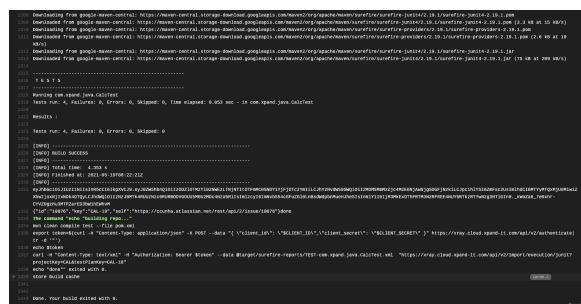 Downloading from google-maven-central: https://maven-central.storage-download.googleapis.com/maven2/org/apache/maven/surefire/surefire-junit4/2.19.1/surefire-junit4-2.19.1.pom
Downloaded from google-maven-central: https://maven-central.storage-download.googleapis.com/maven2/org/apache/maven/surefire/surefire-junit4/2.19.1/surefire-junit4-2.19.1.pom (3.3 kB at 55 kB/s)
Downloading from google-maven-central: https://maven-central.storage-download.googleapis.com/maven2/org/apache/maven/surefire/surefire-providers/2.19.1/surefire-providers-2.19.1.pom
Downloaded from google-maven-central: https://maven-central.storage-download.googleapis.com/maven2/org/apache/maven/surefire/surefire-providers/2.19.1/surefire-providers-2.19.1.pom (2.6 kB at
kB/s)
Downloading from google-maven-central: https://maven-central.storage-download.googleapis.com/maven2/org/apache/maven/surefire/surefire-junit4/2.19.1/surefire-junit4-2.19.1.jar
Downloaded from google-maven-central: https://maven-central.storage-download.googleapis.com/maven2/org/apache/maven/surefire/surefire-junit4/2.19.1/surefire-junit4-2.19.1.jar (75 kB at kB/s)
-------------------------------------------------------
T E S T S
-------------------------------------------------------
Running com.xpand.java.CalcTest
Tests run: 4, Failures: 0, Errors: 0, Skipped: 0, Time elapsed: 0.053 sec - in com.xpand.java.CalcTest
Results :
Tests run: 4, Failures: 0, Errors: 0, Skipped: 0
[INFO] ------------------------------------------------------------------------
[INFO] BUILD SUCCESS
[INFO] ------------------------------------------------------------------------
[INFO] Total time: 4.353 s
[INFO] Finished at:
[INFO] ------------------------------------------------------------------------
"key":"CAL-18","self":"https://ccunha.atlassian.net/rest/api/2/issue/19076"}done
The command "echo "building repo..."
mvn clean compile test --file pom.xml
export token=$(curl -H "Content-Type: application/json" -X POST --data "{ \"client_id\": \"$CLIENT_ID\",\"client_secret\": \"$CLIENT_SECRET\" }" https://xray.cloud.xpand-it.com/api/v2/authenticate|
tr -d '"')
echo $token
curl -H "Content-Type: text/xml" -H "Authorization: Bearer $token" --data @target/surefire-reports/TEST-com.xpand.java.CalcTest.xml "https://xray.cloud.xpand-it.com/api/v2/import/execution/junit?
projectKey=CAL&testPlanKey=CAL-10"
echo "done"" exited with 0.
store build cache
Done. Your build exited with 0.